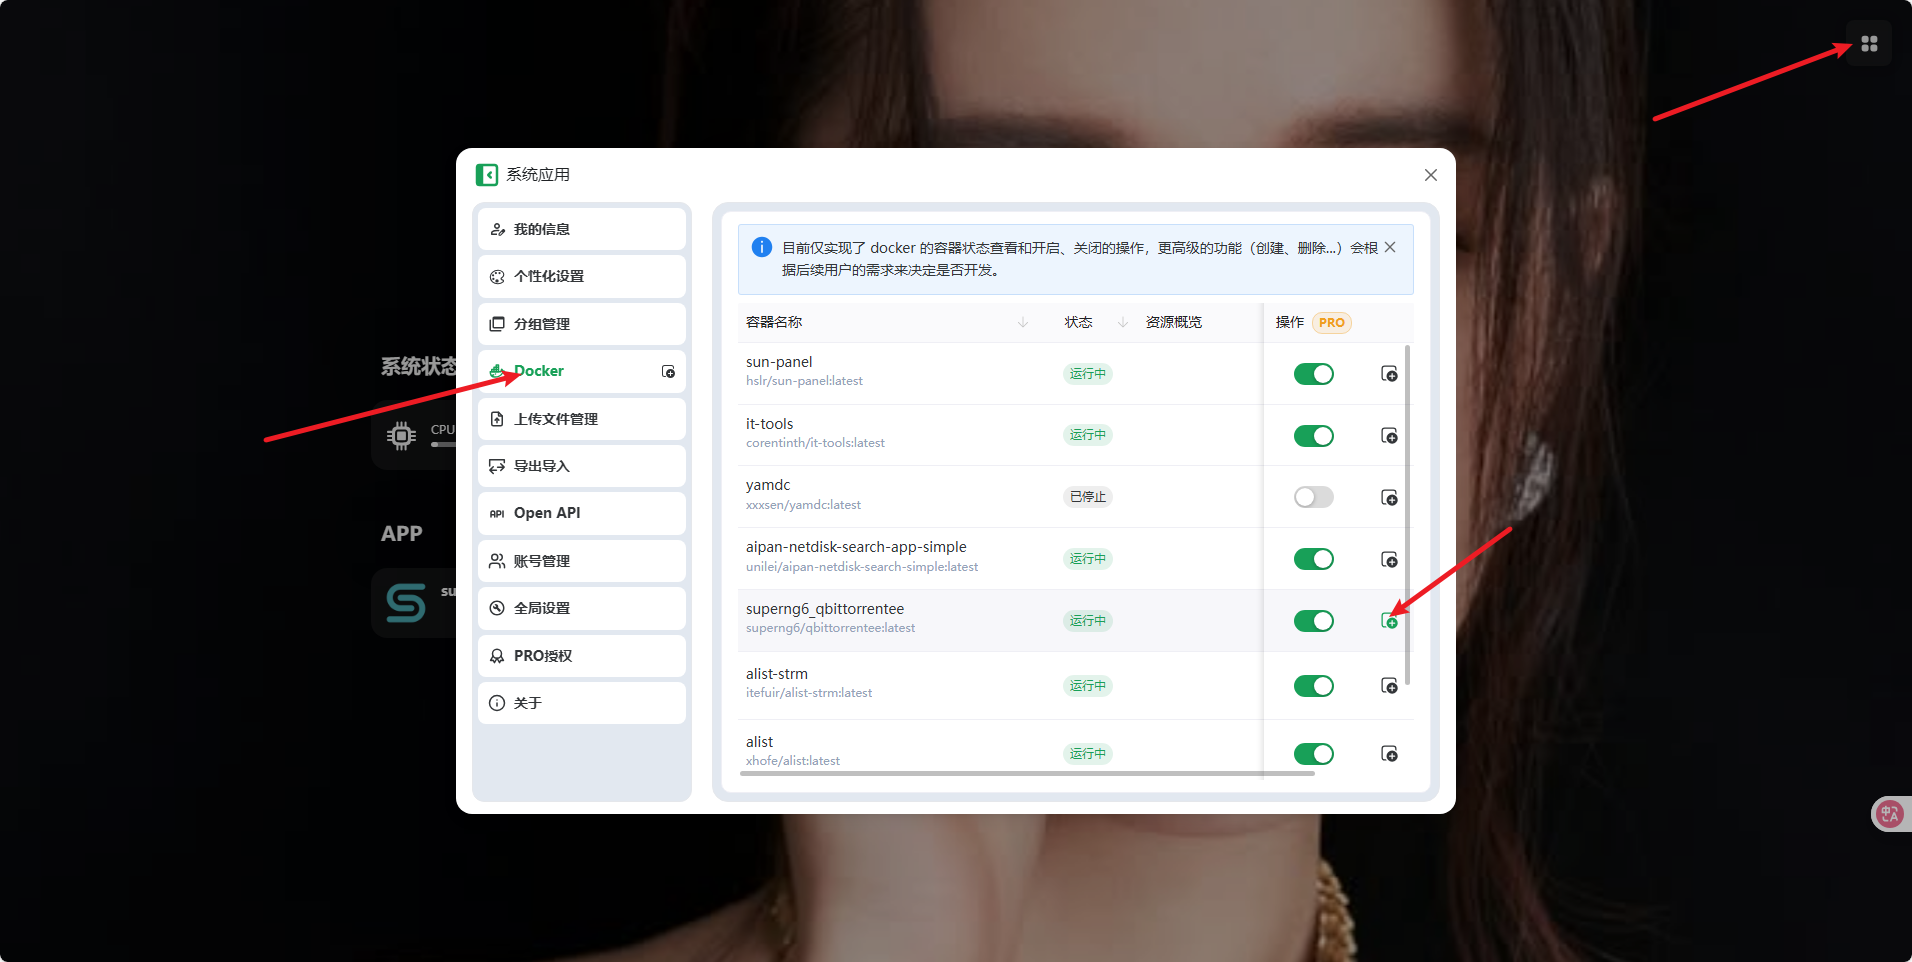 系统应用
我的信息
个性化设置
分组管理
Docker
上传文件管理
导出导入
API Open API
账号管理
全局设置
PRO授权
关于
目前仅实现了 docker 的容器状态查看和开启、关闭的操作，更高级的功能（创建、删除...）会根
据后续用户的需求来决定是否开发。
容器名称 状态 资源概览 操作 PRO
sun-panel
hslr/sun-panel:latest
运行中
it-tools
corentinth/it-tools:latest
运行中
yamdc
xxxsen/yamdc:latest
已停止
aipan-netdisk-search-app-simple
unilei/aipan-netdisk-search-simple:latest
运行中
superng6_qbittorrentee
superng6/qbittorrentee:latest
运行中
alist-strm
itefuir/alist-strm:latest
运行中
alist
xhofe/alist:latest
运行中
系统状态
CPU
APP
su
中A